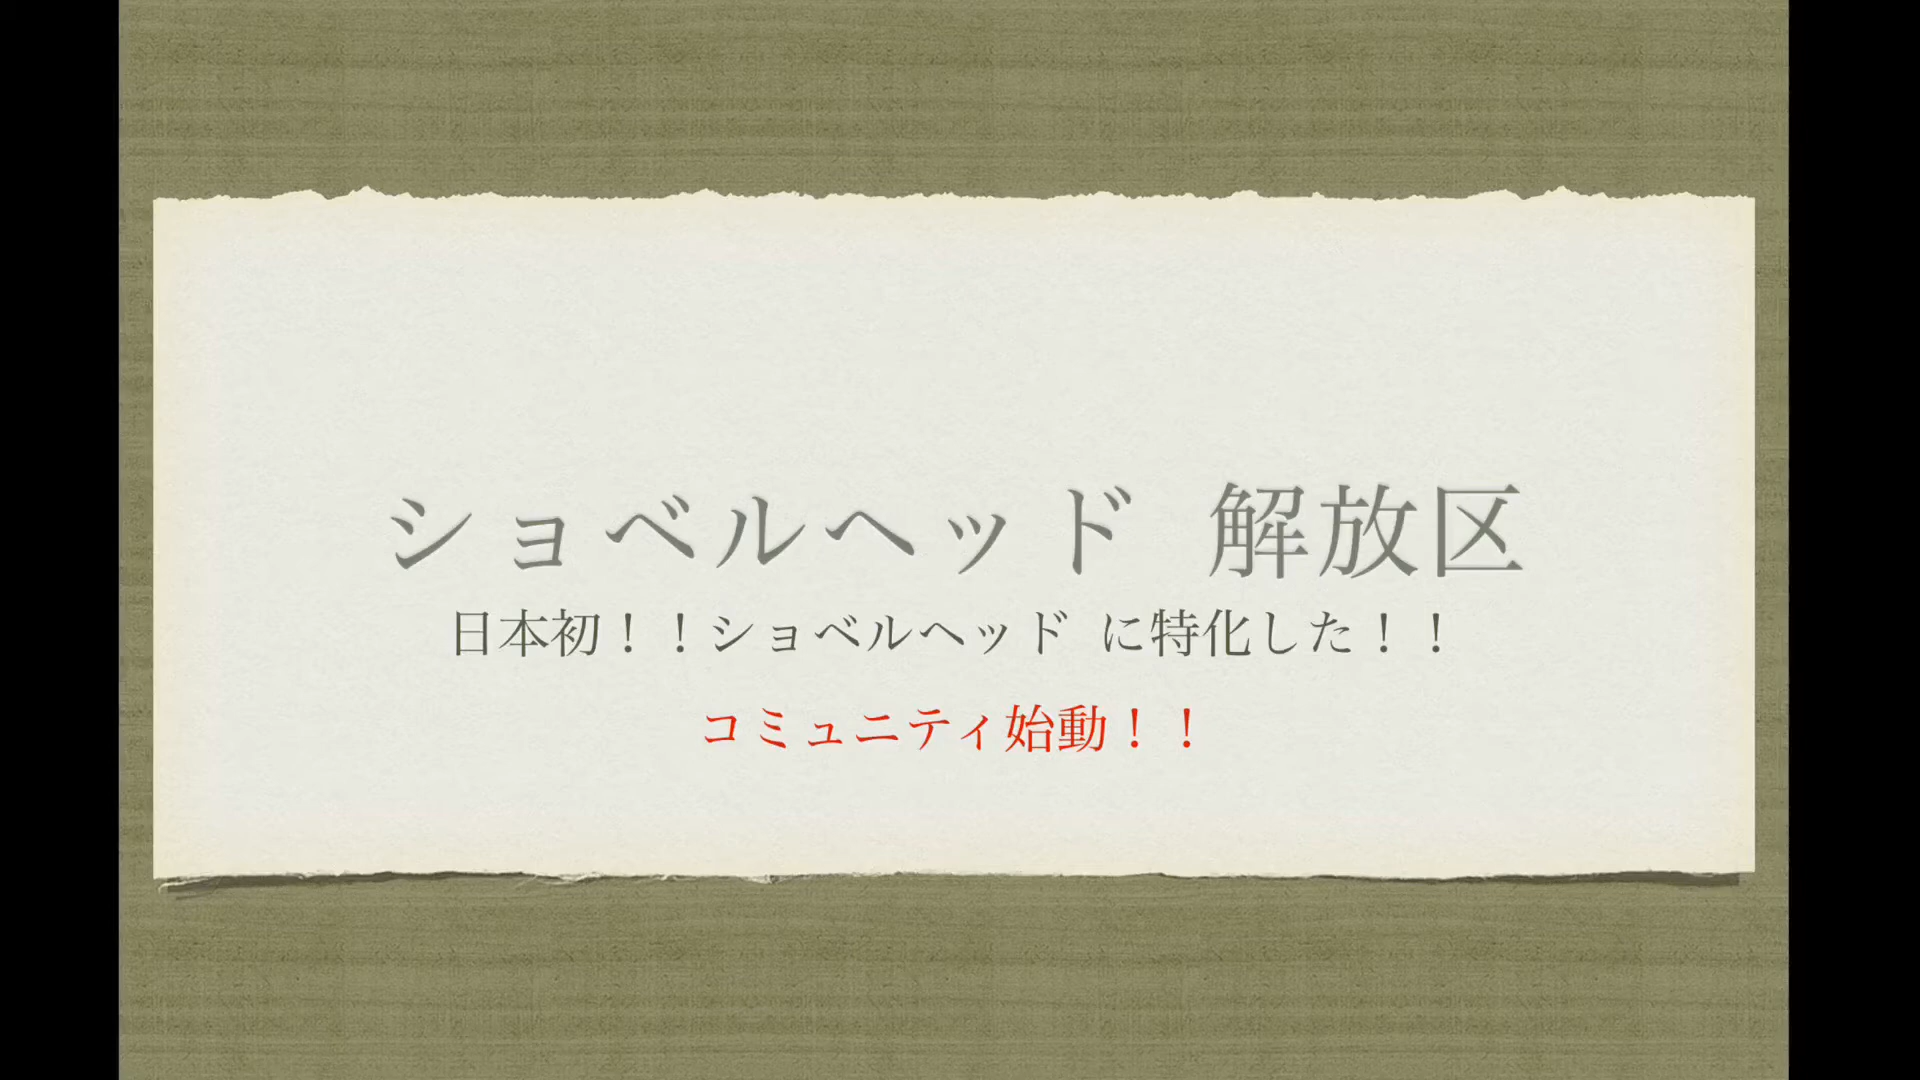 ショベルヘッド 解放区
日本初！！ショベルヘッド に特化した！！
コミュニティ始動！！